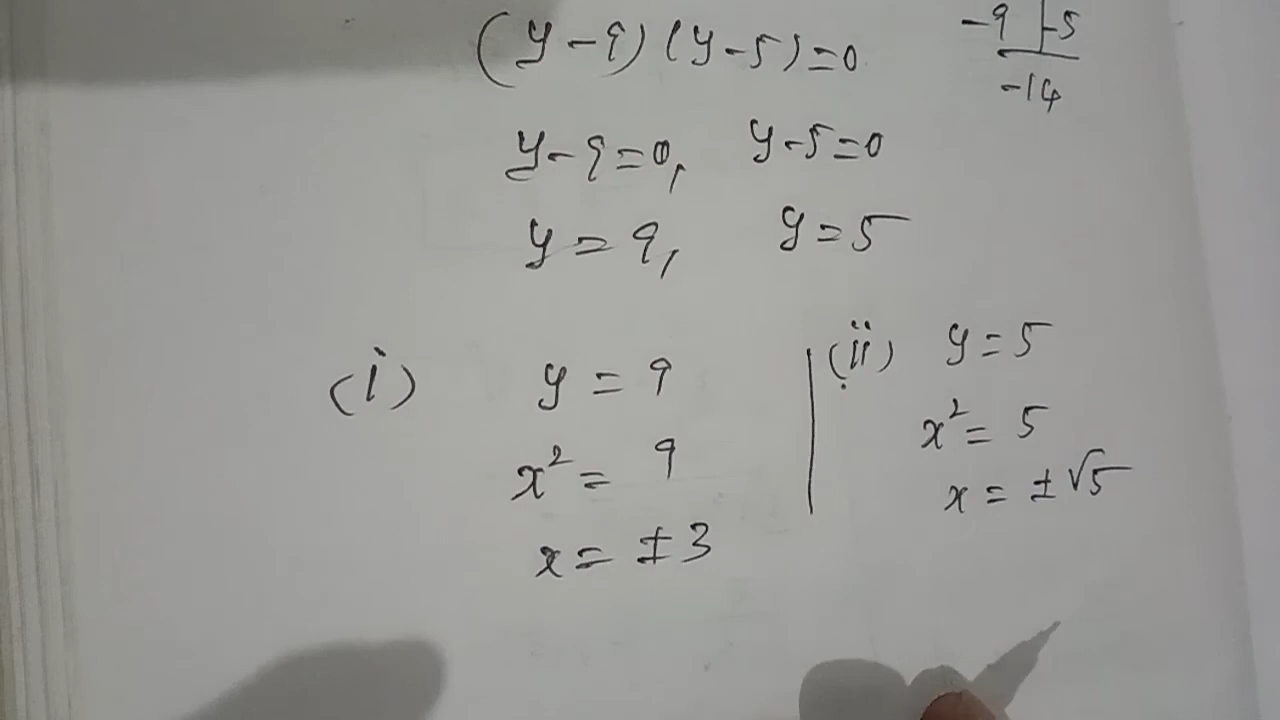 (y-9)(y-5)=0
-9 | -5
-14
y-9=0, y-5=0
y=9, y=5
(i) y=9
x²=9
x=±3
(ii) y=5
x²=5
x=±√5